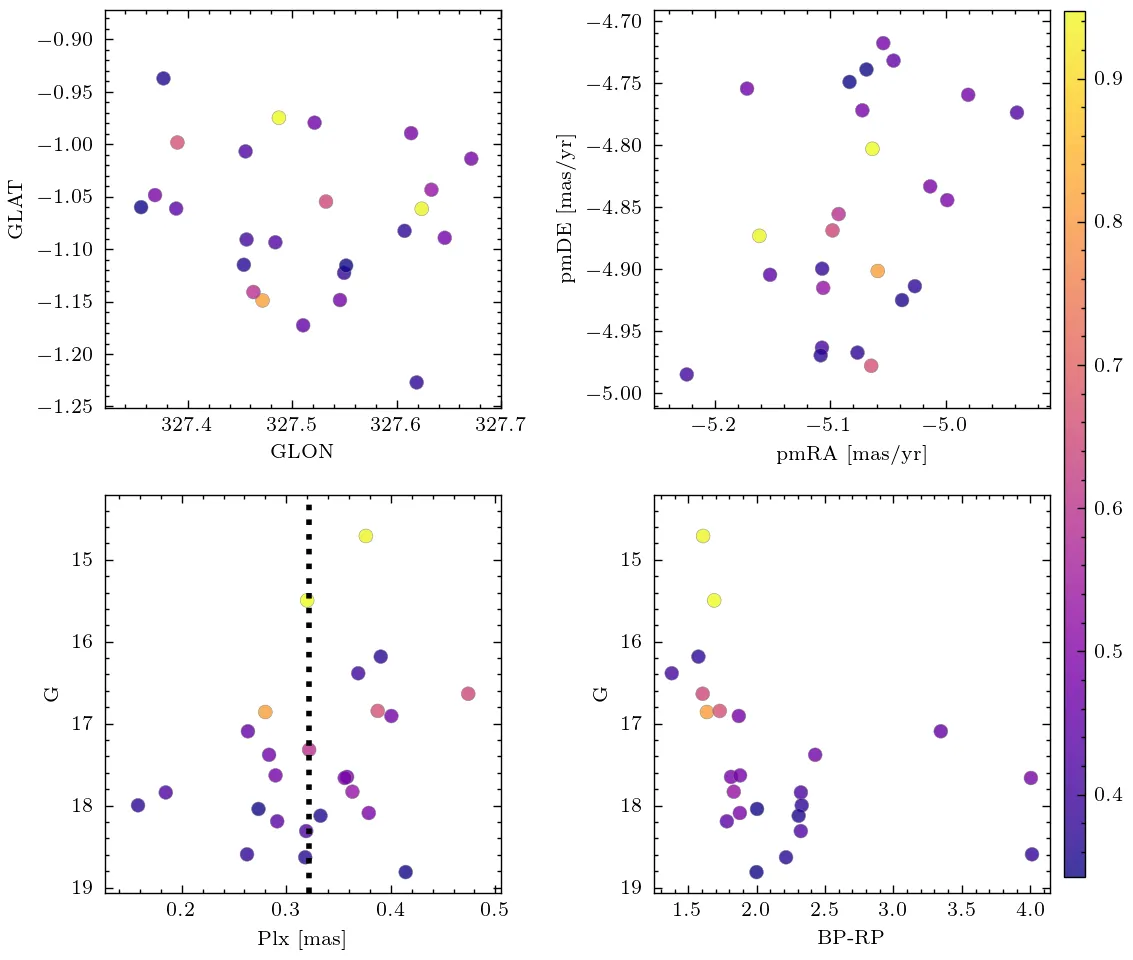 −0.90
−0.95
−1.00
−1.05
−1.10
−1.15
−1.20
−1.25
GLAT
327.4 327.5 327.6 327.7
GLON
−4.70
−4.75
−4.80
−4.85
−4.90
−4.95
−5.00
pmDE [mas/yr]
−5.2 −5.1 −5.0
pmRA [mas/yr]
15
16
17
18
19
G
0.2 0.3 0.4 0.5
Plx [mas]
15
16
17
18
19
G
1.5 2.0 2.5 3.0 3.5 4.0
BP-RP
0.9
0.8
0.7
0.6
0.5
0.4